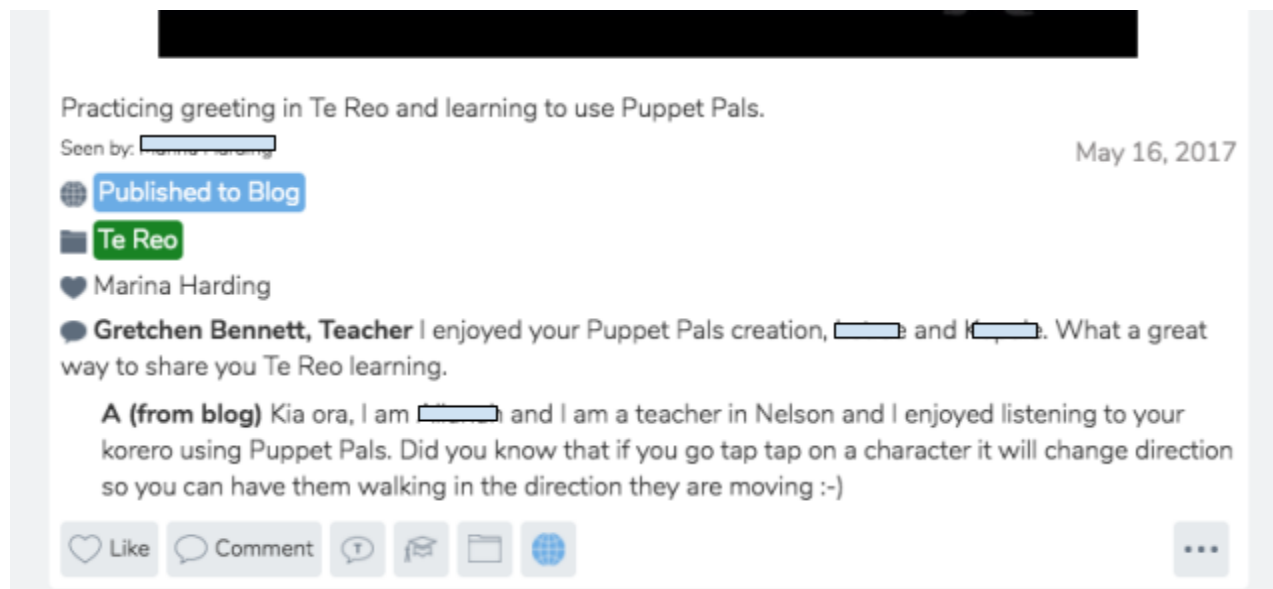 Practicing greeting in Te Reo and learning to use Puppet Pals.
Seen by:
May 16, 2017
Published to Blog
Te Reo
Marina Harding
Gretchen Bennett, Teacher I enjoyed your Puppet Pals creation, and . What a great
way to share you Te Reo learning.
A (from blog) Kia ora, I am and I am a teacher in Nelson and I enjoyed listening to your
korero using Puppet Pals. Did you know that if you go tap tap on a character it will change direction
so you can have them walking in the direction they are moving :-)
Like Comment T